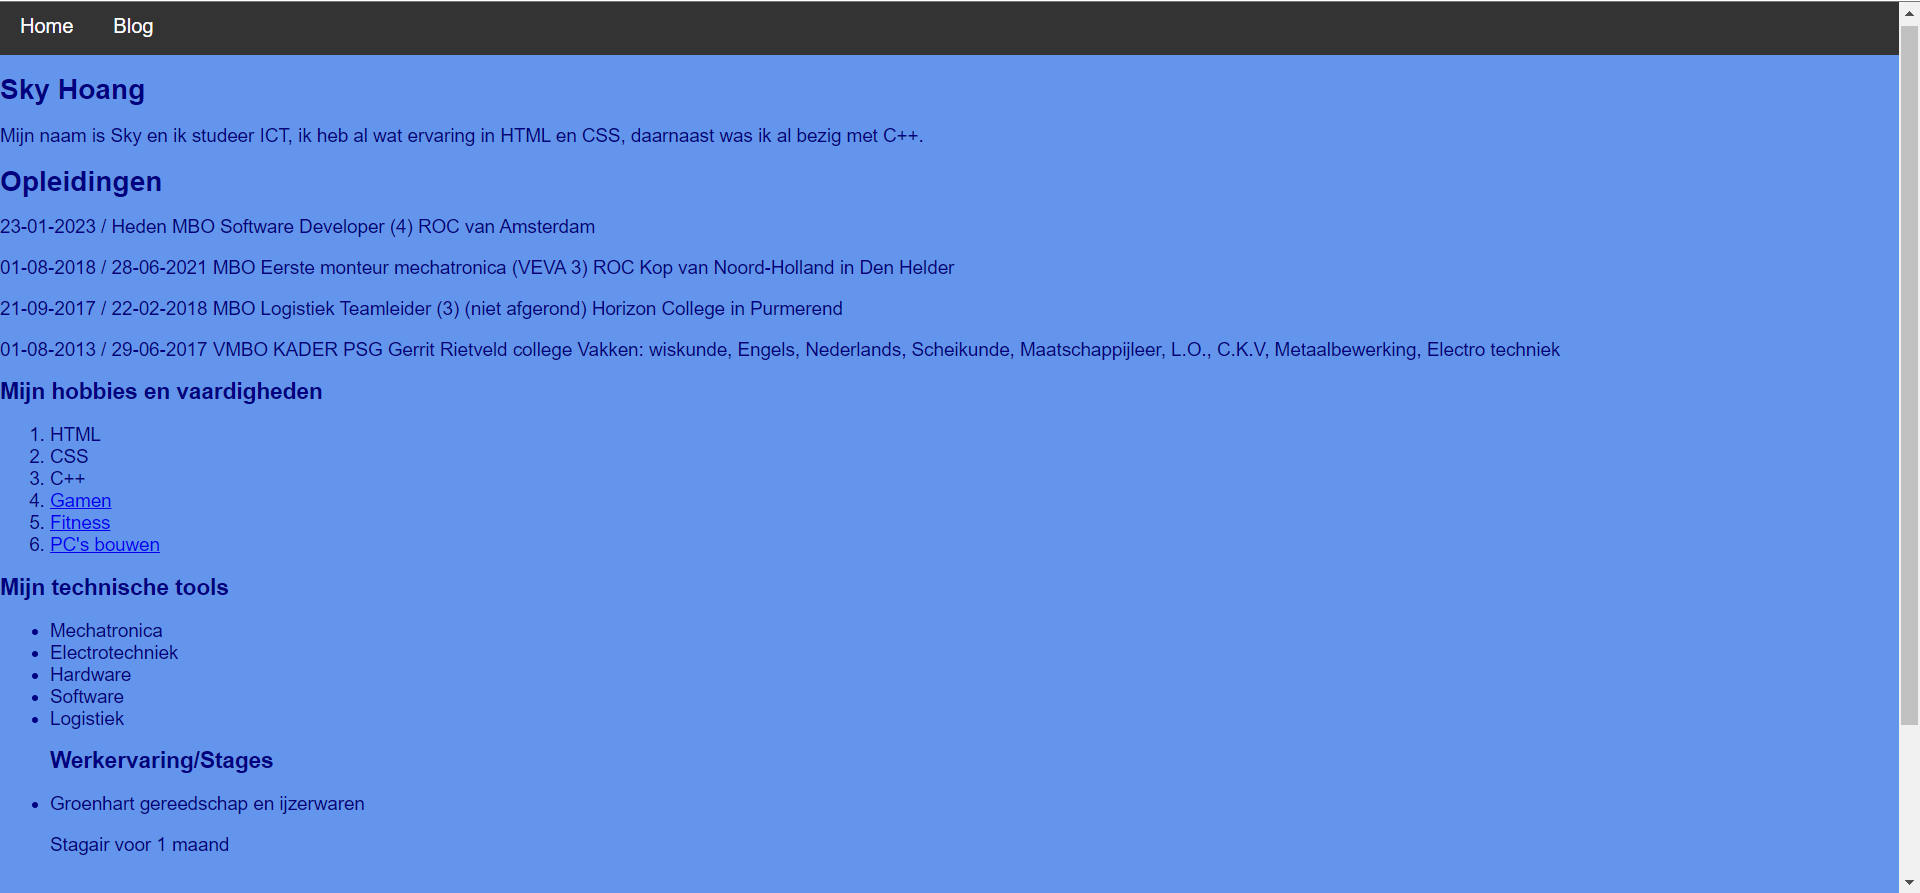 Home Blog
Sky Hoang
Mijn naam is Sky en ik studeer ICT, ik heb al wat ervaring in HTML en CSS, daarnaast was ik al bezig met C++.
Opleidingen
23-01-2023 / Heden MBO Software Developer (4) ROC van Amsterdam
01-08-2018 / 28-06-2021 MBO Eerste monteur mechatronica (VEVA 3) ROC Kop van Noord-Holland in Den Helder
21-09-2017 / 22-02-2018 MBO Logistiek Teamleider (3) (niet afgerond) Horizon College in Purmerend
01-08-2013 / 29-06-2017 VMBO KADER PSG Gerrit Rietveld college Vakken: wiskunde, Engels, Nederlands, Scheikunde, Maatschappijleer, L.O., C.K.V, Metaalbewerking, Electro techniek
Mijn hobbies en vaardigheden
1. HTML
2. CSS
3. C++
4. Gamen
5. Fitness
6. PC's bouwen
Mijn technische tools
• Mechatronica
• Electrotechniek
• Hardware
• Software
• Logistiek
Werkervaring/Stages
• Groenhart gereedschap en ijzerwaren
Stagair voor 1 maand